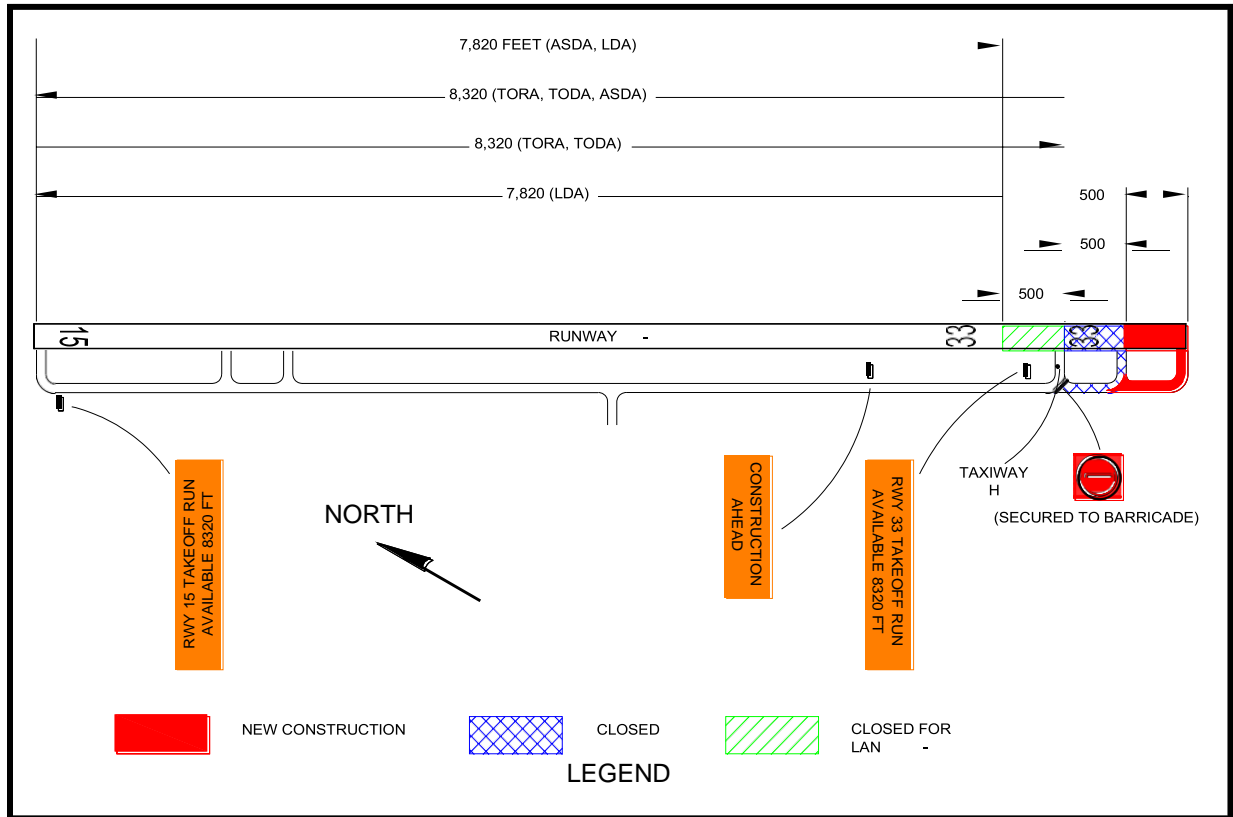 7,820 FEET (ASDA, LDA)
8,320 (TORA, TODA, ASDA)
8,320 (TORA, TODA)
7,820 (LDA)
500
500
500
15
RUNWAY -
33
33
RWY 15 TAKEOFF RUN
AVAILABLE 8320 FT
NORTH
CONSTRUCTION
AHEAD
RWY 33 TAKEOFF RUN
AVAILABLE 8320 FT
TAXIWAY
H
(SECURED TO BARRICADE)
NEW CONSTRUCTION
CLOSED
CLOSED FOR
LAN -
LEGEND